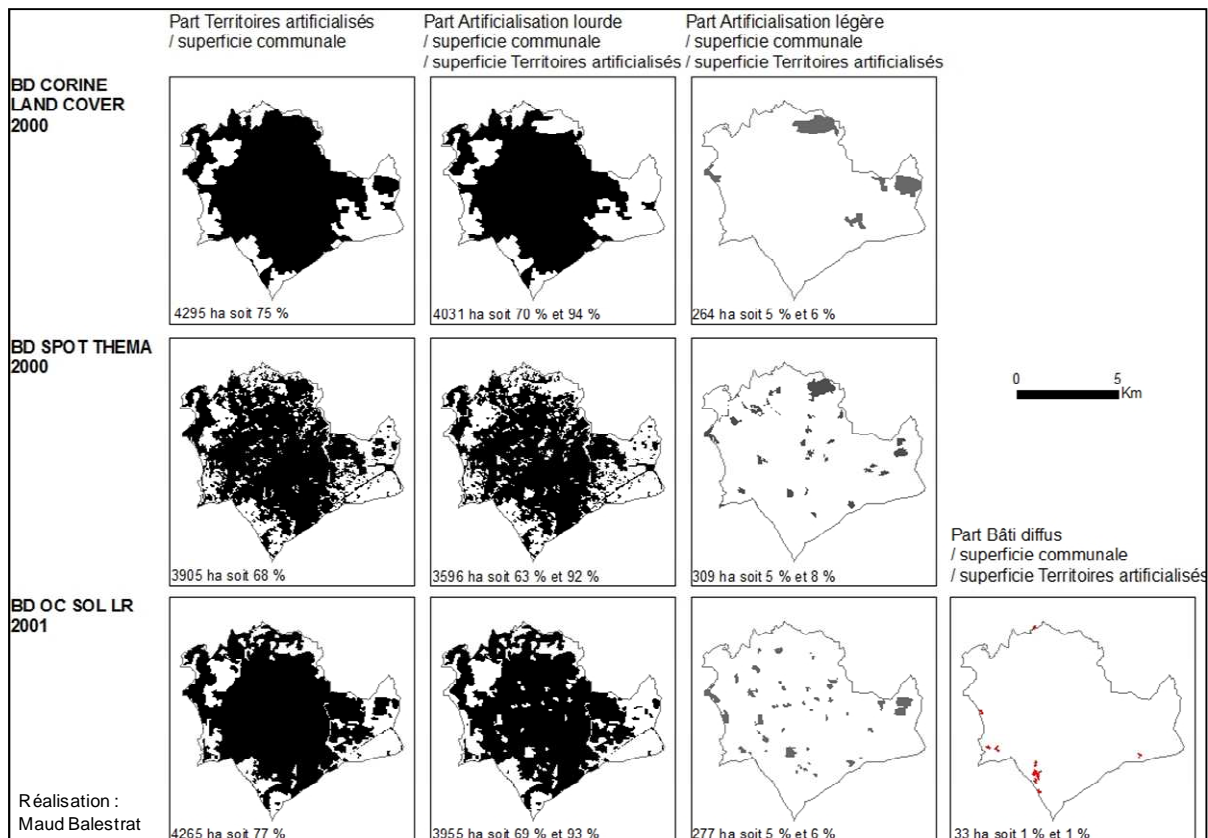 Part Territoires artificialisés
/ superficie communale
Part Artificialisation lourde
/ superficie communale
/ superficie Territoires artificialisés
Part Artificialisation légère
/ superficie communale
/ superficie Territoires artificialisés
BD CORINE
LAND COVER
2000
4295 ha soit 75 %
4031 ha soit 70 % et 94 %
264 ha soit 5 % et 6 %
BD SPOT THEMA
2000
3905 ha soit 68 %
3596 ha soit 63 % et 92 %
309 ha soit 5 % et 8 %
0 5
Km
Part Bâti diffus
/ superficie communale
/ superficie Territoires artificialisés
BD OC SOL LR
2001
4265 ha soit 77 %
3955 ha soit 69 % et 93 %
277 ha soit 5 % et 6 %
33 ha soit 1 % et 1 %
Réalisation :
Maud Balestrat